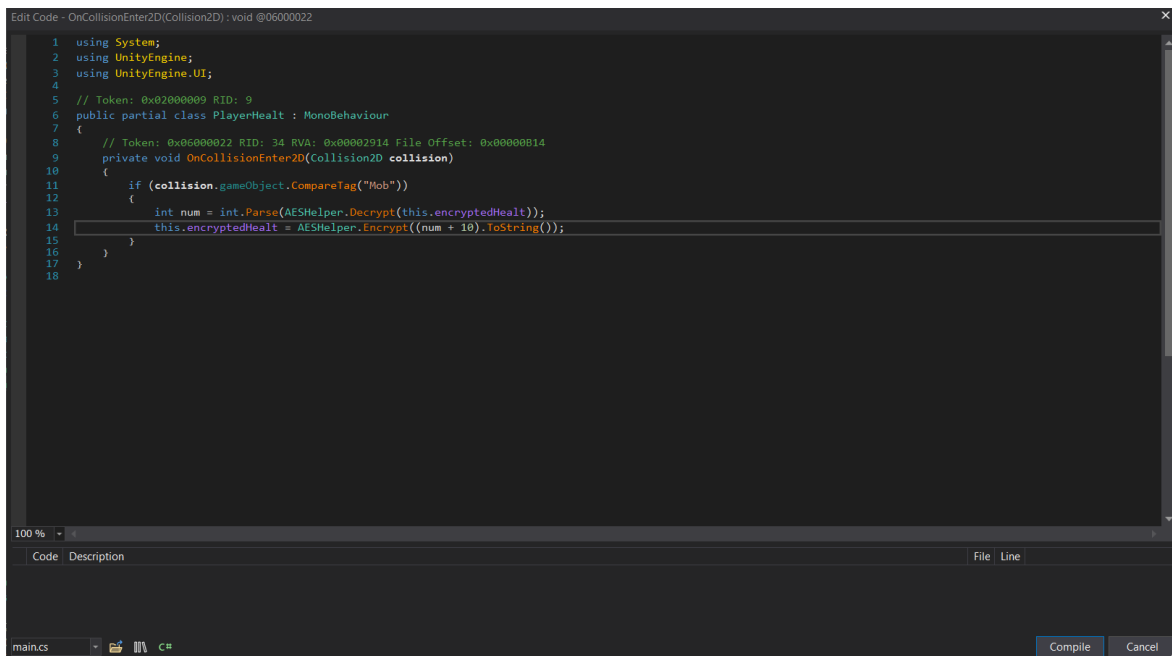 Edit Code - OnCollisionEnter2D(Collision2D) : void @06000022
1 using System;
2 using UnityEngine;
3 using UnityEngine.UI;
4
5 // Token: 0x02000009 RID: 9
6 public partial class PlayerHealt : MonoBehaviour
7 {
8 // Token: 0x06000022 RID: 34 RVA: 0x00002914 File Offset: 0x00000B14
9 private void OnCollisionEnter2D(Collision2D collision)
10 {
11 if (collision.gameObject.CompareTag("Mob"))
12 {
13 int num = int.Parse(AESHelper.Decrypt(this.encryptedHealt));
14 this.encryptedHealt = AESHelper.Encrypt((num + 10).ToString());
15 }
16 }
17 }
18
100 %
Code Description File Line
main.cs C# Compile Cancel